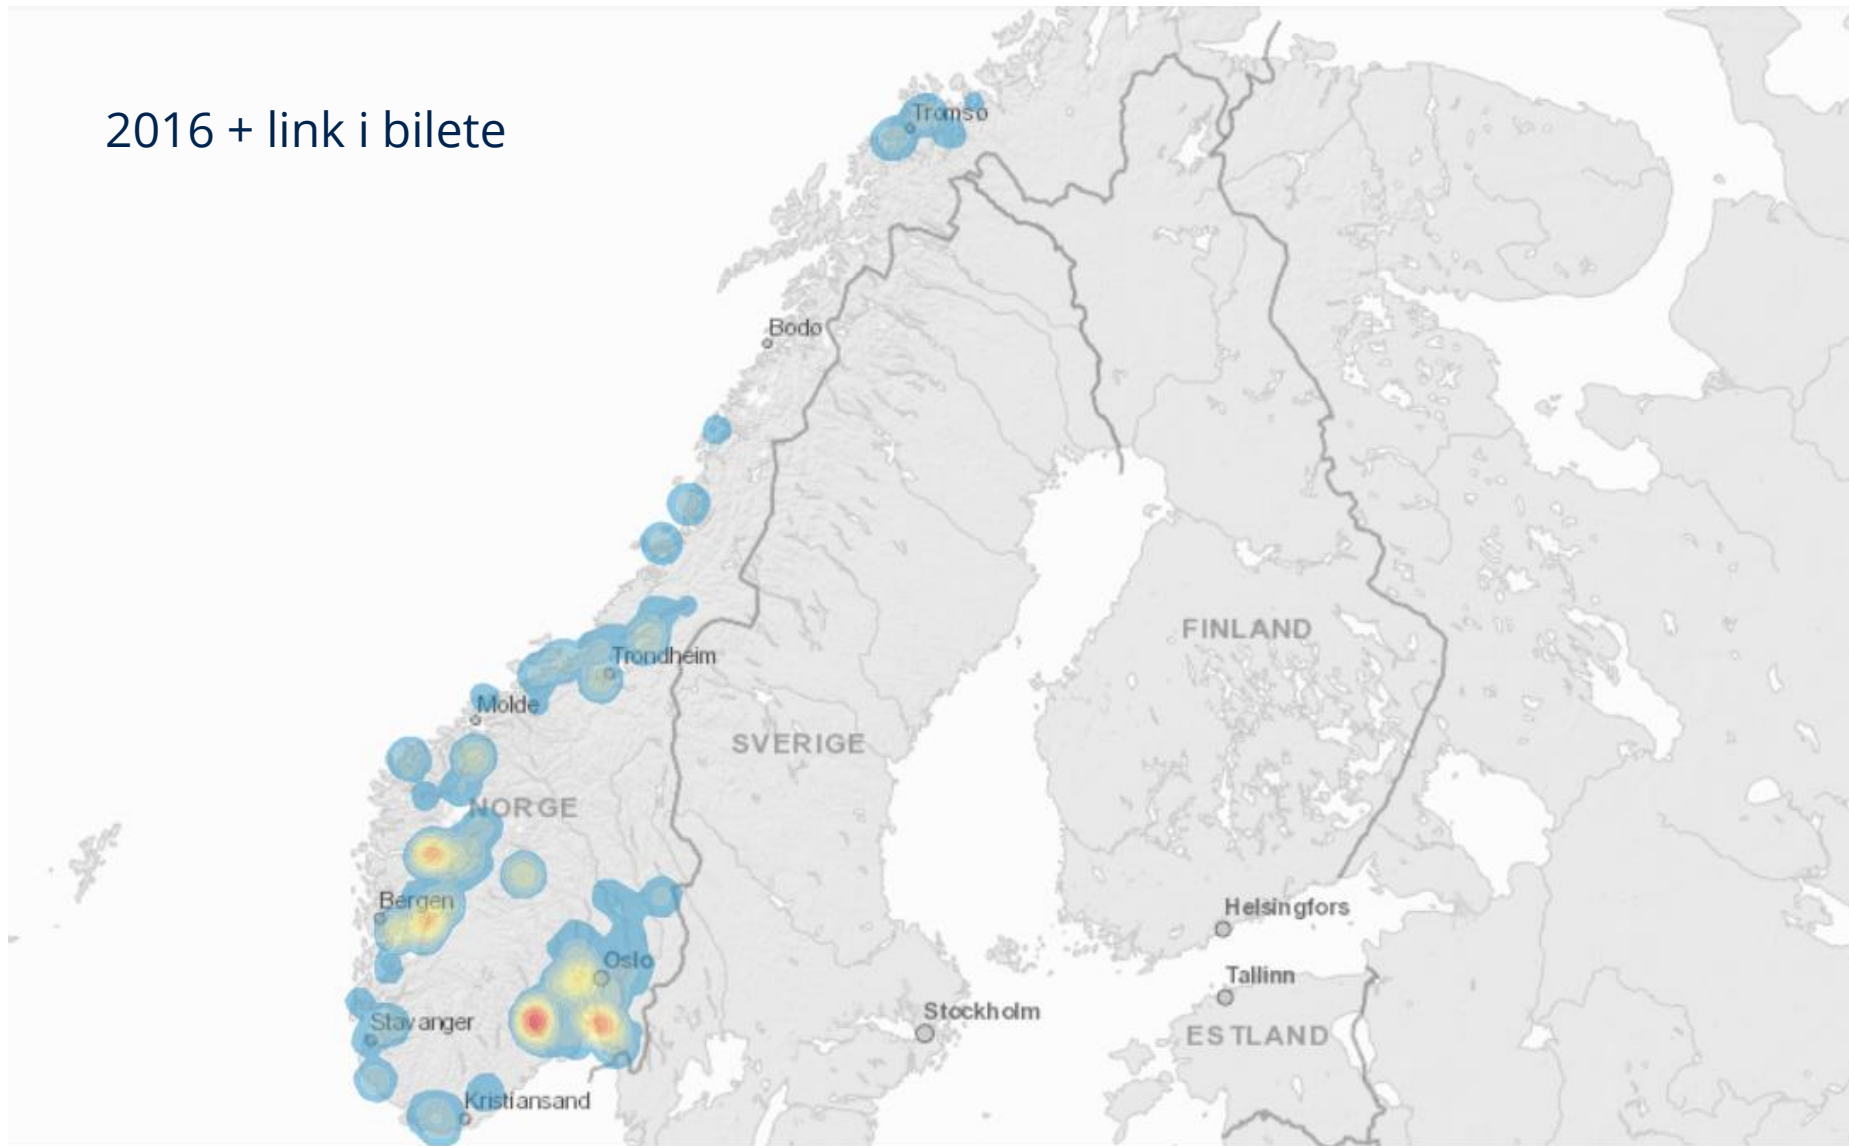 2016 + link i bilete
Tromsø
Bodø
FINLAND
Trondheim
Molde
SVERIGE
NORGE
Bergen
Helsingfors
Oslo
Tallinn
Stavanger
Stockholm
ESTLAND
Kristiansand